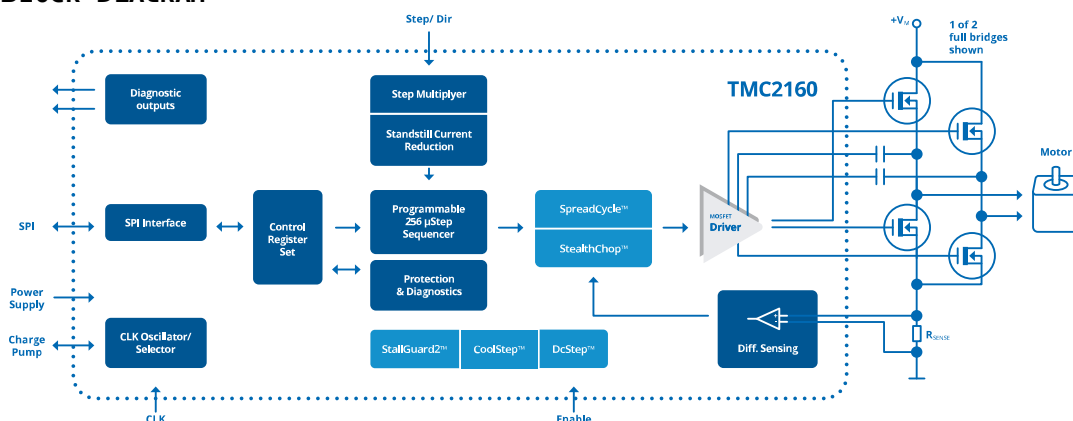 BLOCK DIAGRAM
Step/ Dir
+VM
1 of 2
full bridges
shown
Diagnostic
outputs
Step Multiplyer
TMC2160
Standstill Current
Reduction
Motor
SPI
SPI Interface
Control
Register
Set
Programmable
256 µStep
Sequencer
SpreadCycle™
StealthChop™
MOSFET
Driver
Protection
& Diagnostics
Power
Supply
Charge
Pump
CLK Oscillator/
Selector
StallGuard2™
CoolStep™
DcStep™
Diff. Sensing
RSENSE
CLK
Enable